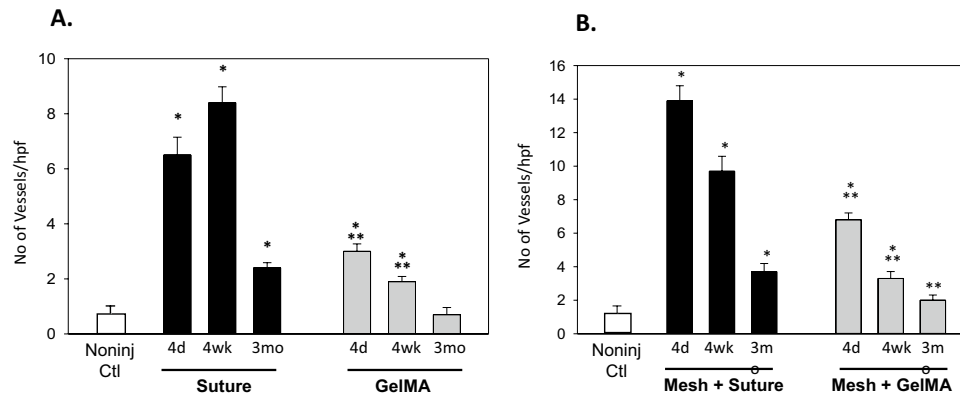 A.
10
8
6
4
2
0
No of Vessels/hpf
*
*
*
*
**
*
**
Noninj
Ctl
4d 4wk 3mo
4d 4wk 3mo
Suture
GelMA
B.
16
14
12
10
8
6
4
2
0
No of Vessels/hpf
*
*
*
*
**
*
**
**
Noninj
Ctl
4d 4wk 3m
o
4d 4wk 3m
o
Mesh + Suture
Mesh + GelMA